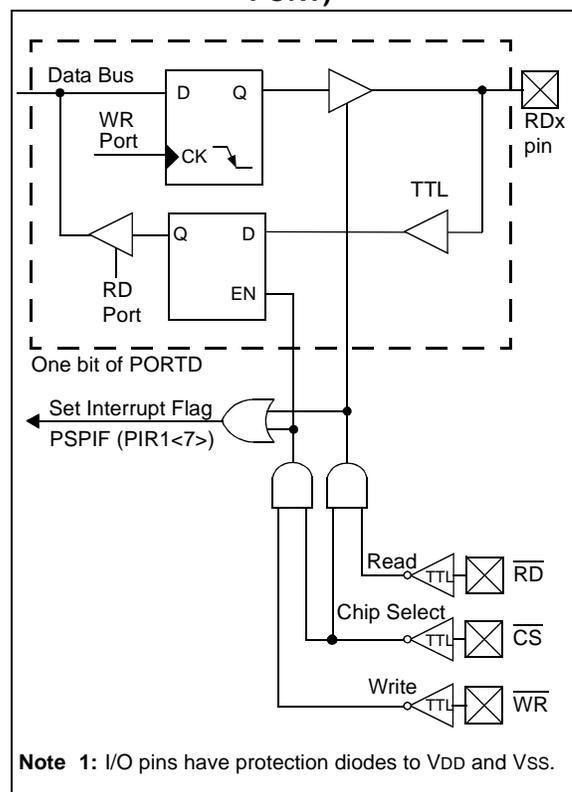 Data Bus
D
Q
RDx
pin
WR
Port
CK
TTL
Q
D
EN
RD
Port
One bit of PORTD
Set Interrupt Flag
PSPIF (PIR1<7>)
Read
TTL
RD
Chip Select
TTL
CS
Write
TTL
WR
Note 1: I/O pins have protection diodes to VDD and VSS.